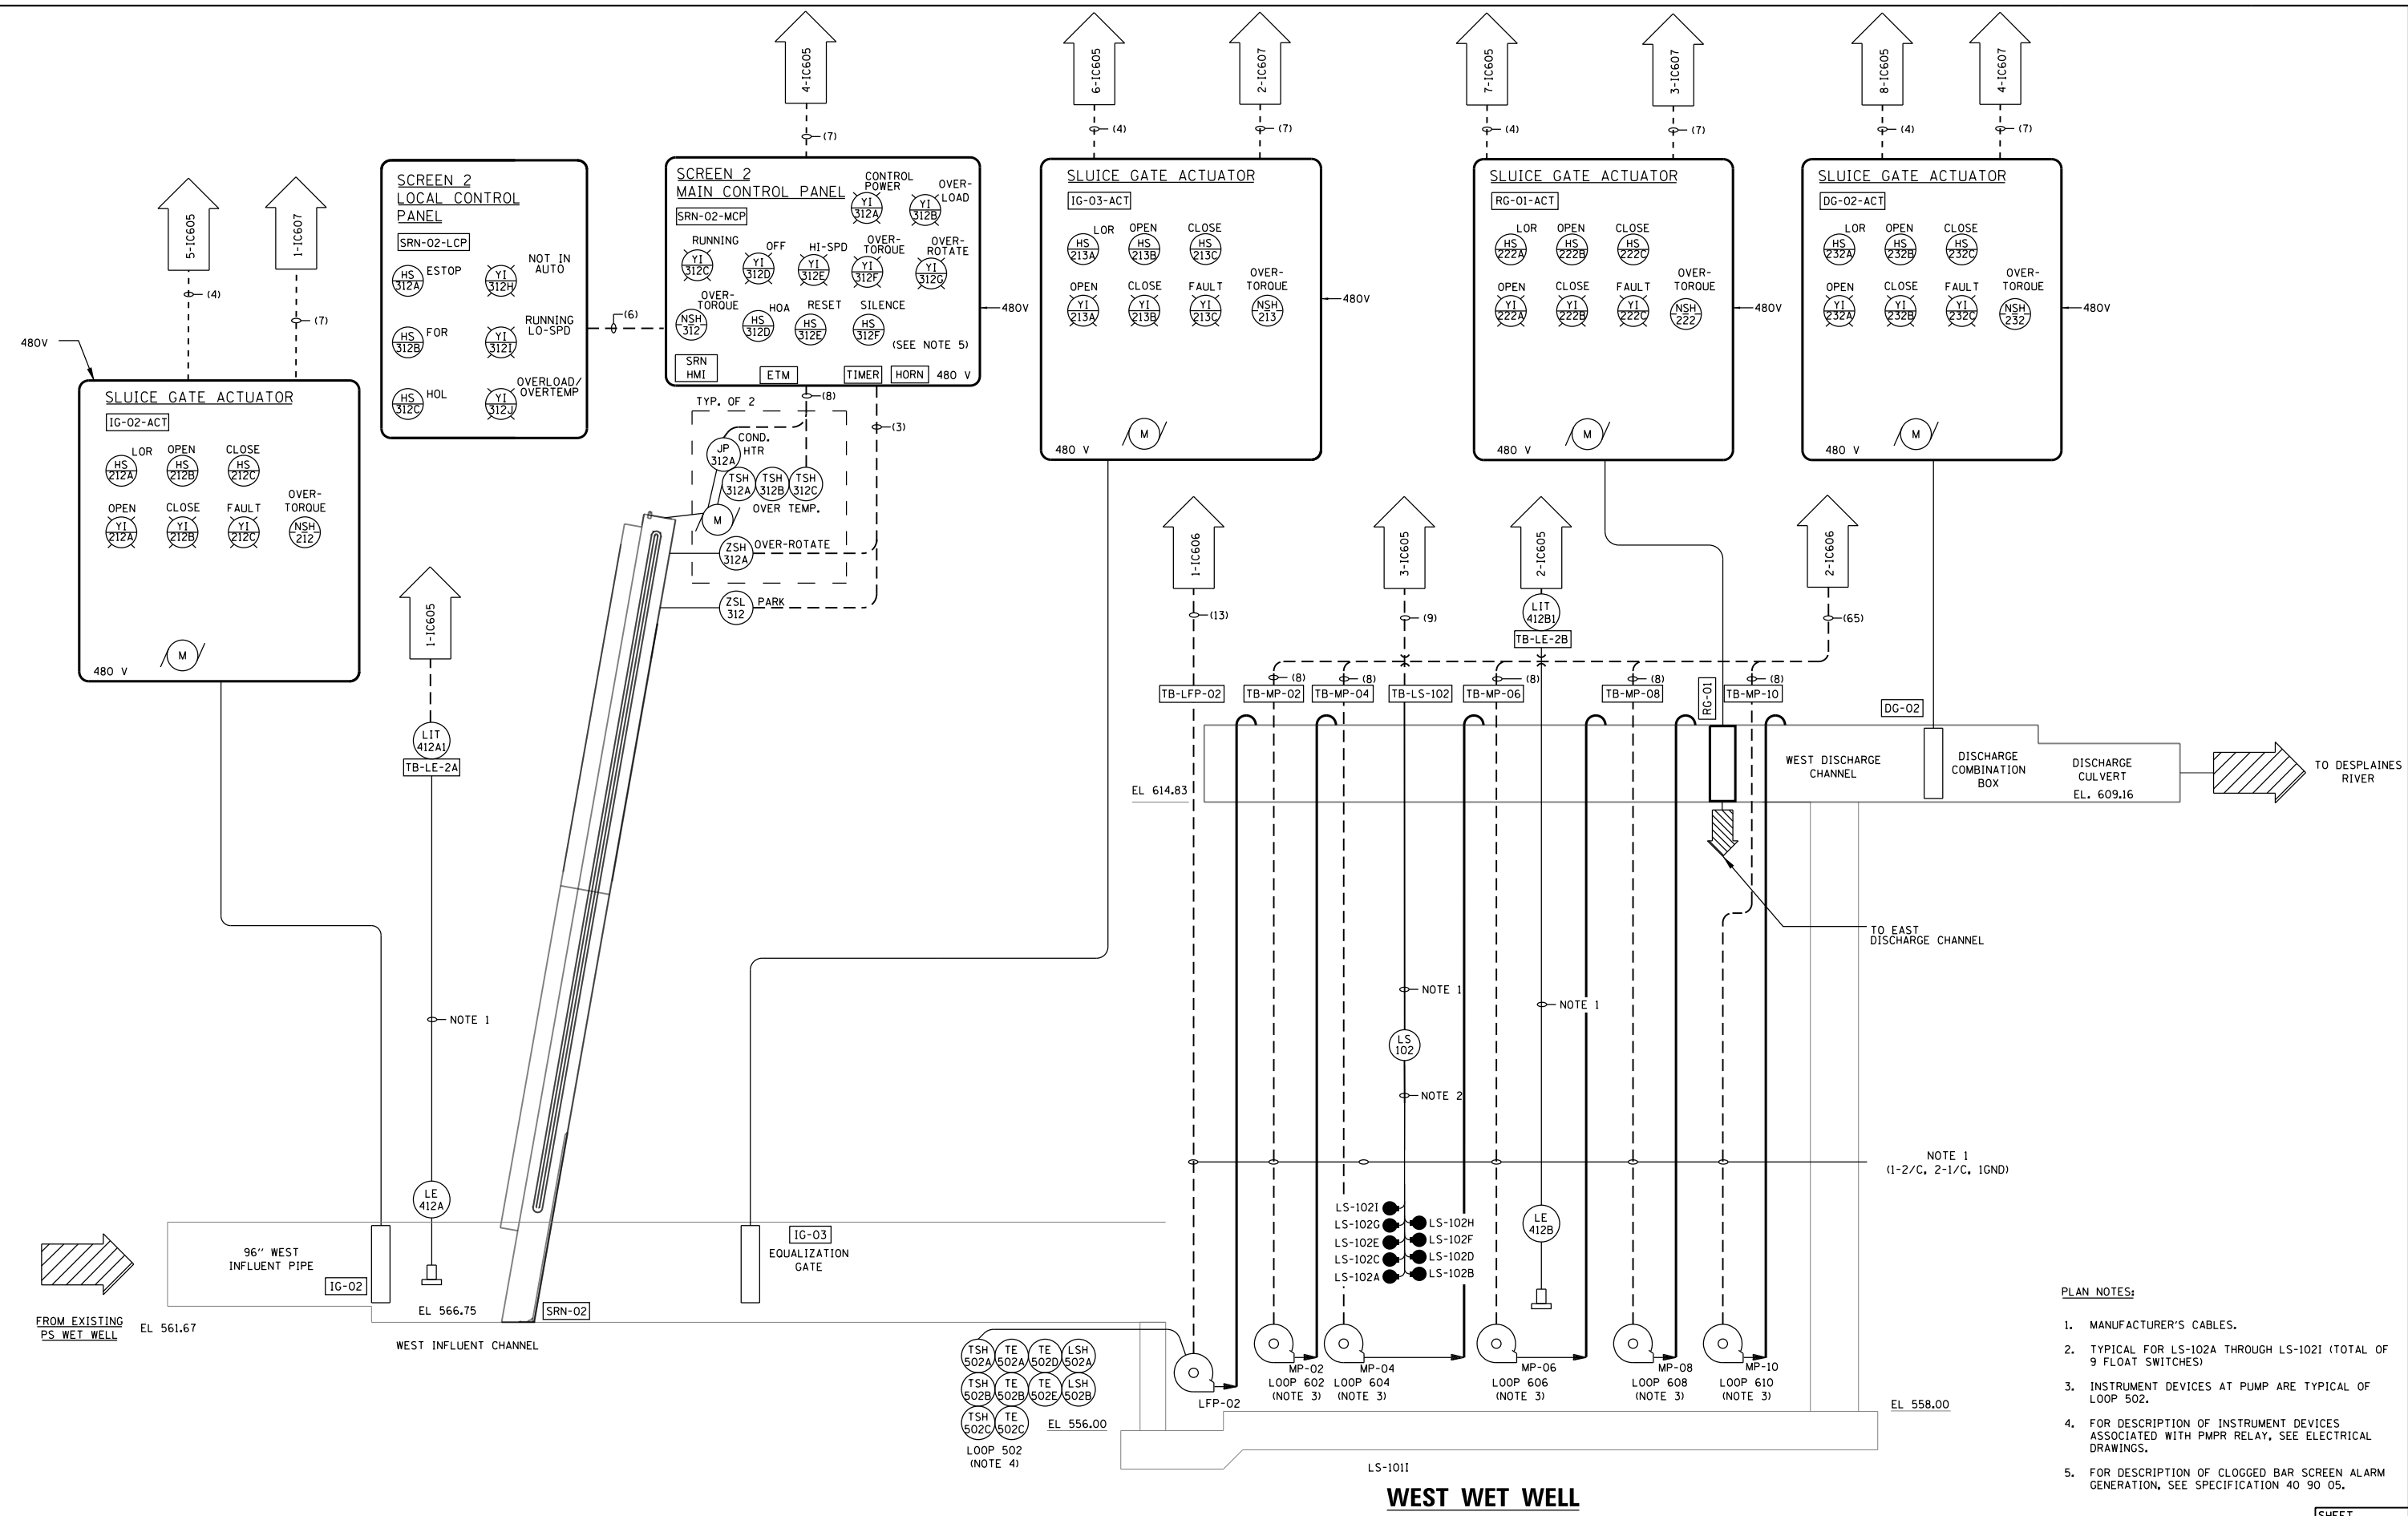 4-IC605
6-IC605
2-IC607
7-IC605
3-IC607
8-IC605
4-IC607
(7)
(4)
(7)
(4)
(7)
(4)
(7)
5-IC605
1-IC607
(4)
(7)
480V
SLUICE GATE ACTUATOR
IG-02-ACT
LOR OPEN CLOSE
HS 212A
HS 212B
HS 212C
OPEN CLOSE FAULT OVER-TORQUE
YI 212A
YI 212B
YI 212C
NSH 212
M
480 V
SCREEN 2
LOCAL CONTROL
PANEL
SRN-02-LCP
HS 312A ESTOP
YI 312H NOT IN AUTO
HS 312B FOR
YI 312I RUNNING LO-SPD
HS 312C HOL
YI 312J OVERLOAD/ OVERTEMP
(6)
SCREEN 2
MAIN CONTROL PANEL
SRN-02-MCP
CONTROL POWER
YI 312A
OVER-LOAD
YI 312B
RUNNING OFF HI-SPD OVER-TORQUE OVER-ROTATE
YI 312C
YI 312D
YI 312E
YI 312F
YI 312G
OVER-TORQUE HOA RESET SILENCE
NSH 312
HS 312D
HS 312E
HS 312F
(SEE NOTE 5)
SRN HMI
ETM
TIMER
HORN
480 V
480V
TYP. OF 2
(8)
(3)
JP 312A
COND. HTR
TSH 312A
TSH 312B
TSH 312C
OVER TEMP.
M
ZSH 312A
OVER-ROTATE
ZSL 312
PARK
SLUICE GATE ACTUATOR
IG-03-ACT
LOR OPEN CLOSE
HS 213A
HS 213B
HS 213C
OPEN CLOSE FAULT OVER-TORQUE
YI 213A
YI 213B
YI 213C
NSH 213
480V
M
480 V
SLUICE GATE ACTUATOR
RG-01-ACT
LOR OPEN CLOSE
HS 222A
HS 222B
HS 222C
OPEN CLOSE FAULT OVER-TORQUE
YI 222A
YI 222B
YI 222C
NSH 222
480V
M
480 V
SLUICE GATE ACTUATOR
DG-02-ACT
LOR OPEN CLOSE
HS 232A
HS 232B
HS 232C
OPEN CLOSE FAULT OVER-TORQUE
YI 232A
YI 232B
YI 232C
NSH 232
480V
M
480 V
1-IC605
LIT 412A1
TB-LE-2A
NOTE 1
LE 412A
1-IC606
3-IC605
2-IC605
2-IC606
(13)
(9)
LIT 412B1
TB-LE-2B
(65)
(8)
(8)
(8)
(8)
(8)
TB-LFP-02
TB-MP-02
TB-MP-04
TB-LS-102
TB-MP-06
TB-MP-08
RG-01
TB-MP-10
DG-02
EL 614.83
WEST DISCHARGE
CHANNEL
DISCHARGE
COMBINATION
BOX
DISCHARGE
CULVERT
EL. 609.16
TO DESPLAINES
RIVER
TO EAST
DISCHARGE CHANNEL
NOTE 1
NOTE 1
LS 102
NOTE 2
NOTE 1
(1-2/C, 2-1/C, 1GND)
LS-102I
LS-102G
LS-102E
LS-102C
LS-102A
LS-102H
LS-102F
LS-102D
LS-102B
LE 412B
96" WEST
INFLUENT PIPE
IG-02
EL 566.75
SRN-02
IG-03
EQUALIZATION
GATE
FROM EXISTING
PS WET WELL
EL 561.67
WEST INFLUENT CHANNEL
TSH 502A
TE 502A
TE 502D
LSH 502A
TSH 502B
TE 502B
TE 502E
LSH 502B
TSH 502C
TE 502C
EL 556.00
LOOP 502
(NOTE 4)
LFP-02
MP-02
LOOP 602
(NOTE 3)
MP-04
LOOP 604
(NOTE 3)
MP-06
LOOP 606
(NOTE 3)
MP-08
LOOP 608
(NOTE 3)
MP-10
LOOP 610
(NOTE 3)
EL 558.00
LS-101I
WEST WET WELL
PLAN NOTES:
1. MANUFACTURER'S CABLES.
2. TYPICAL FOR LS-102A THROUGH LS-102I (TOTAL OF
9 FLOAT SWITCHES)
3. INSTRUMENT DEVICES AT PUMP ARE TYPICAL OF
LOOP 502.
4. FOR DESCRIPTION OF INSTRUMENT DEVICES
ASSOCIATED WITH PMPR RELAY, SEE ELECTRICAL
DRAWINGS.
5. FOR DESCRIPTION OF CLOGGED BAR SCREEN ALARM
GENERATION, SEE SPECIFICATION 40 90 05.
SHEET